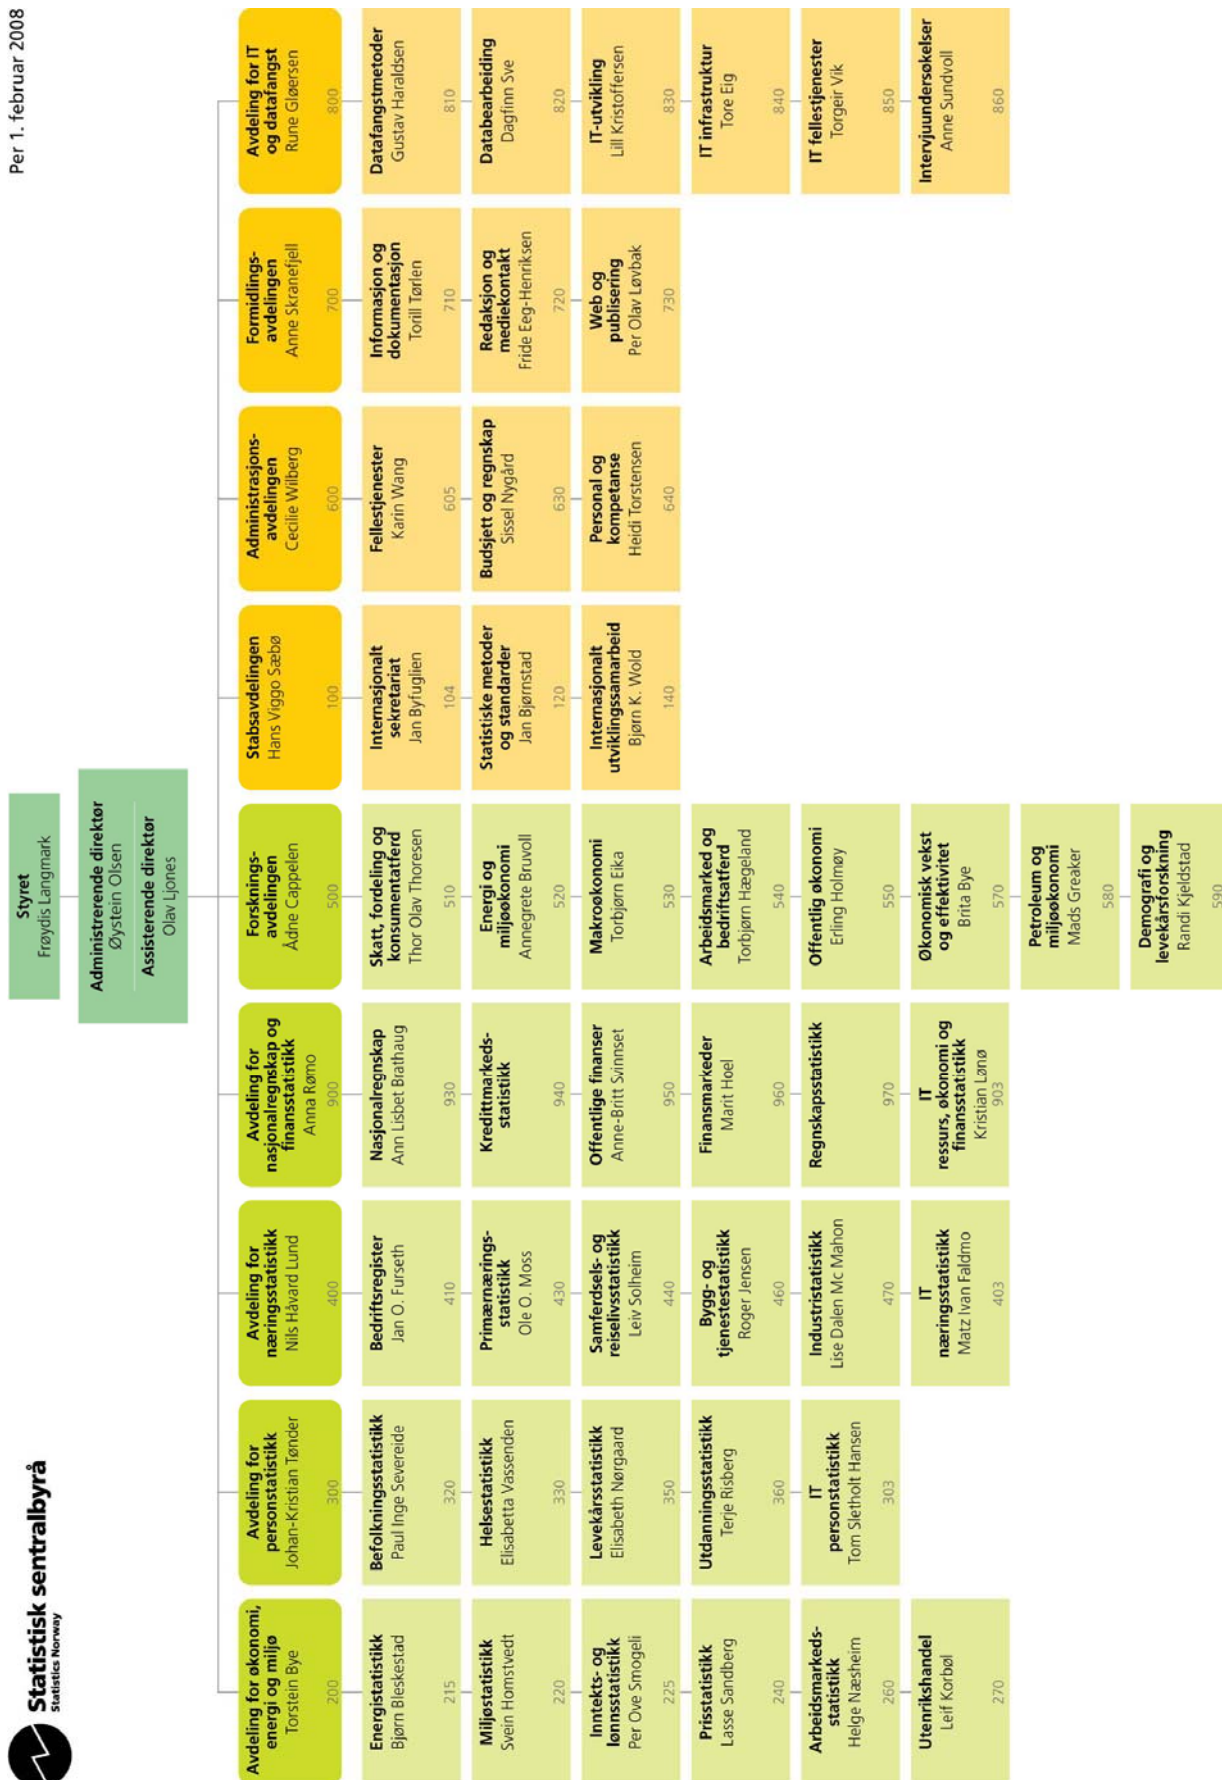 Statistisk sentralbyrå
Statistics Norway
Per 1. februar 2008
Styret
Frøydis Langmark
Administrerende direktør
Øystein Olsen
Assisterende direktør
Olav Ljones
Avdeling for økonomi,
energi og miljø
Torstein Bye
200
Energistatistikk
Bjørn Bleskestad
215
Miljøstatistikk
Svein Homstvedt
220
Inntekts- og
lønnsstatistikk
Per Ove Smogeli
225
Prisstatistikk
Lasse Sandberg
240
Arbeidsmarkeds-
statistikk
Helge Næsheim
260
Utenrikshandel
Leif Korbøl
270
Avdeling for
personstatistikk
Johan-Kristian Tønder
300
Befolkningsstatistikk
Paul Inge Severeide
320
Helsestatistikk
Elisabetta Vassenden
330
Levekårsstatistikk
Elisabeth Nørgaard
350
Utdanningsstatistikk
Terje Risberg
360
IT
personstatistikk
Tom Sletholt Hansen
303
Avdeling for
næringsstatistikk
Nils Håvard Lund
400
Bedriftsregister
Jan O. Furseth
410
Primærnærings-
statistikk
Ole O. Moss
430
Samferdsels- og
reiselivsstatistikk
Leiv Solheim
440
Bygg- og
tjenestestatistikk
Roger Jensen
460
Industristatistikk
Lise Dalen Mc Mahon
470
IT
næringsstatistikk
Matz Ivan Faldmo
403
Avdeling for
nasjonalregnskap og
finansstatistikk
Anna Rømo
900
Nasjonalregnskap
Ann Lisbet Brathaug
930
Kredittmarkeds-
statistikk
940
Offentlige finanser
Anne-Britt Svinnset
950
Finansmarkeder
Marit Hoel
960
Regnskapsstatistikk
970
IT
ressurs, økonomi og
finansstatistikk
Kristian Lønø
903
Forsknings-
avdelingen
Ådne Cappelen
500
Skatt, fordeling og
konsumentatferd
Thor Olav Thoresen
510
Energi og
miljøøkonomi
Annegrete Bruvoll
520
Makroøkonomi
Torbjørn Eika
530
Arbeidsmarked og
bedriftsatferd
Torbjørn Hægeland
540
Offentlig økonomi
Erling Holmøy
550
Økonomisk vekst
og effektivitet
Brita Bye
570
Petroleum og
miljøøkonomi
Mads Greaker
580
Demografi og
levekårsforskning
Randi Kjeldstad
590
Stabsavdelingen
Hans Viggo Sæbø
100
Internasjonalt
sekretariat
Jan Byfuglien
104
Statistiske metoder
og standarder
Jan Bjørnstad
120
Internasjonalt
utviklingssamarbeid
Bjørn K. Wold
140
Administrasjons-
avdelingen
Cecilie Wilberg
600
Fellestjenester
Karin Wang
605
Budsjett og regnskap
Sissel Nygård
630
Personal og
kompetanse
Heidi Torstensen
640
Formidlings-
avdelingen
Anne Skranefjell
700
Informasjon og
dokumentasjon
Torill Tørlen
710
Redaksjon og
mediekontakt
Fride Eeg-Henriksen
720
Web og
publisering
Per Olav Løvbak
730
Avdeling for IT
og datafangst
Rune Gløersen
800
Datafangstmetoder
Gustav Haraldsen
810
Databearbeiding
Dagfinn Sve
820
IT-utvikling
Lill Kristoffersen
830
IT infrastruktur
Tore Eig
840
IT fellestjenester
Torgeir Vik
850
Intervjuundersøkelser
Anne Sundvoll
860